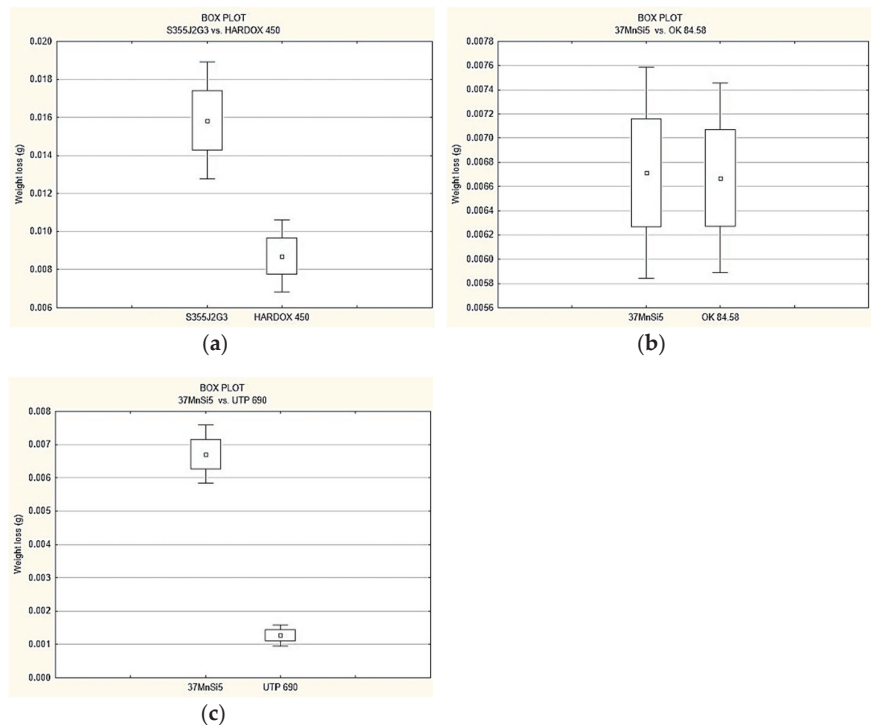 BOX PLOT
S355J2G3 vs. HARDOX 450
Weight loss (g)
0.020
0.018
0.016
0.014
0.012
0.010
0.008
0.006
S355J2G3 HARDOX 450
(a)
BOX PLOT
37MnSi5 vs. OK 84.58
Weight loss (g)
0.0078
0.0076
0.0074
0.0072
0.0070
0.0068
0.0066
0.0064
0.0062
0.0060
0.0058
0.0056
37MnSi5 OK 84.58
(b)
BOX PLOT
37MnSi5 vs. UTP 690
Weight loss (g)
0.008
0.007
0.006
0.005
0.004
0.003
0.002
0.001
0.000
37MnSi5 UTP 690
(c)